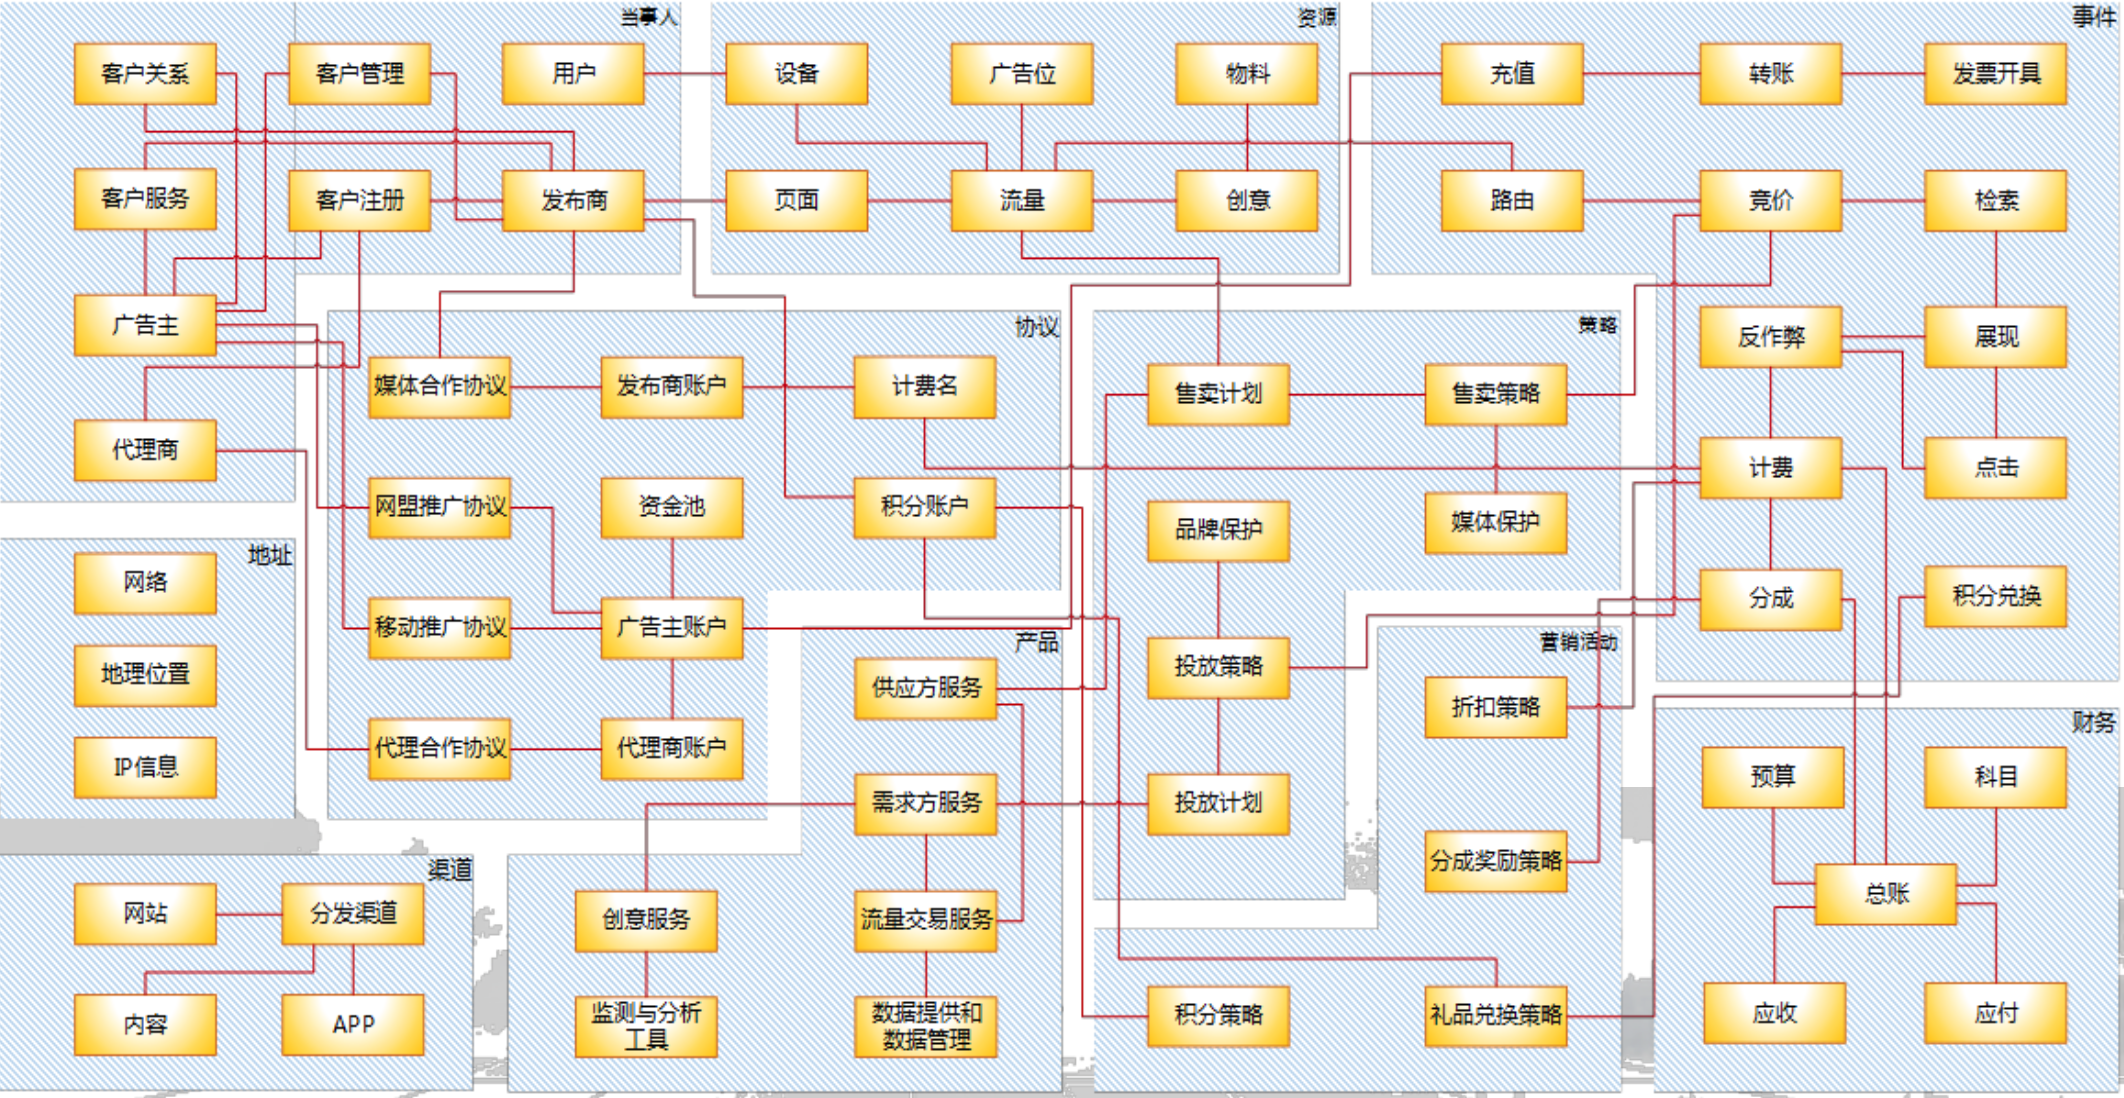 当事人
资源
事件
客户关系
客户管理
用户
设备
广告位
物料
充值
转账
发票开具
客户服务
客户注册
发布商
页面
流量
创意
路由
竞价
检索
广告主
协议
策略
反作弊
展现
媒体合作协议
发布商账户
计费名
售卖计划
售卖策略
代理商
计费
点击
网盟推广协议
资金池
积分账户
品牌保护
媒体保护
地址
网络
移动推广协议
广告主账户
产品
投放策略
营销活动
分成
积分兑换
地理位置
供应方服务
折扣策略
财务
IP信息
代理合作协议
代理商账户
需求方服务
投放计划
预算
科目
渠道
分成奖励策略
总账
网站
分发渠道
创意服务
流量交易服务
内容
APP
监测与分析
工具
数据提供和
数据管理
积分策略
礼品兑换策略
应收
应付